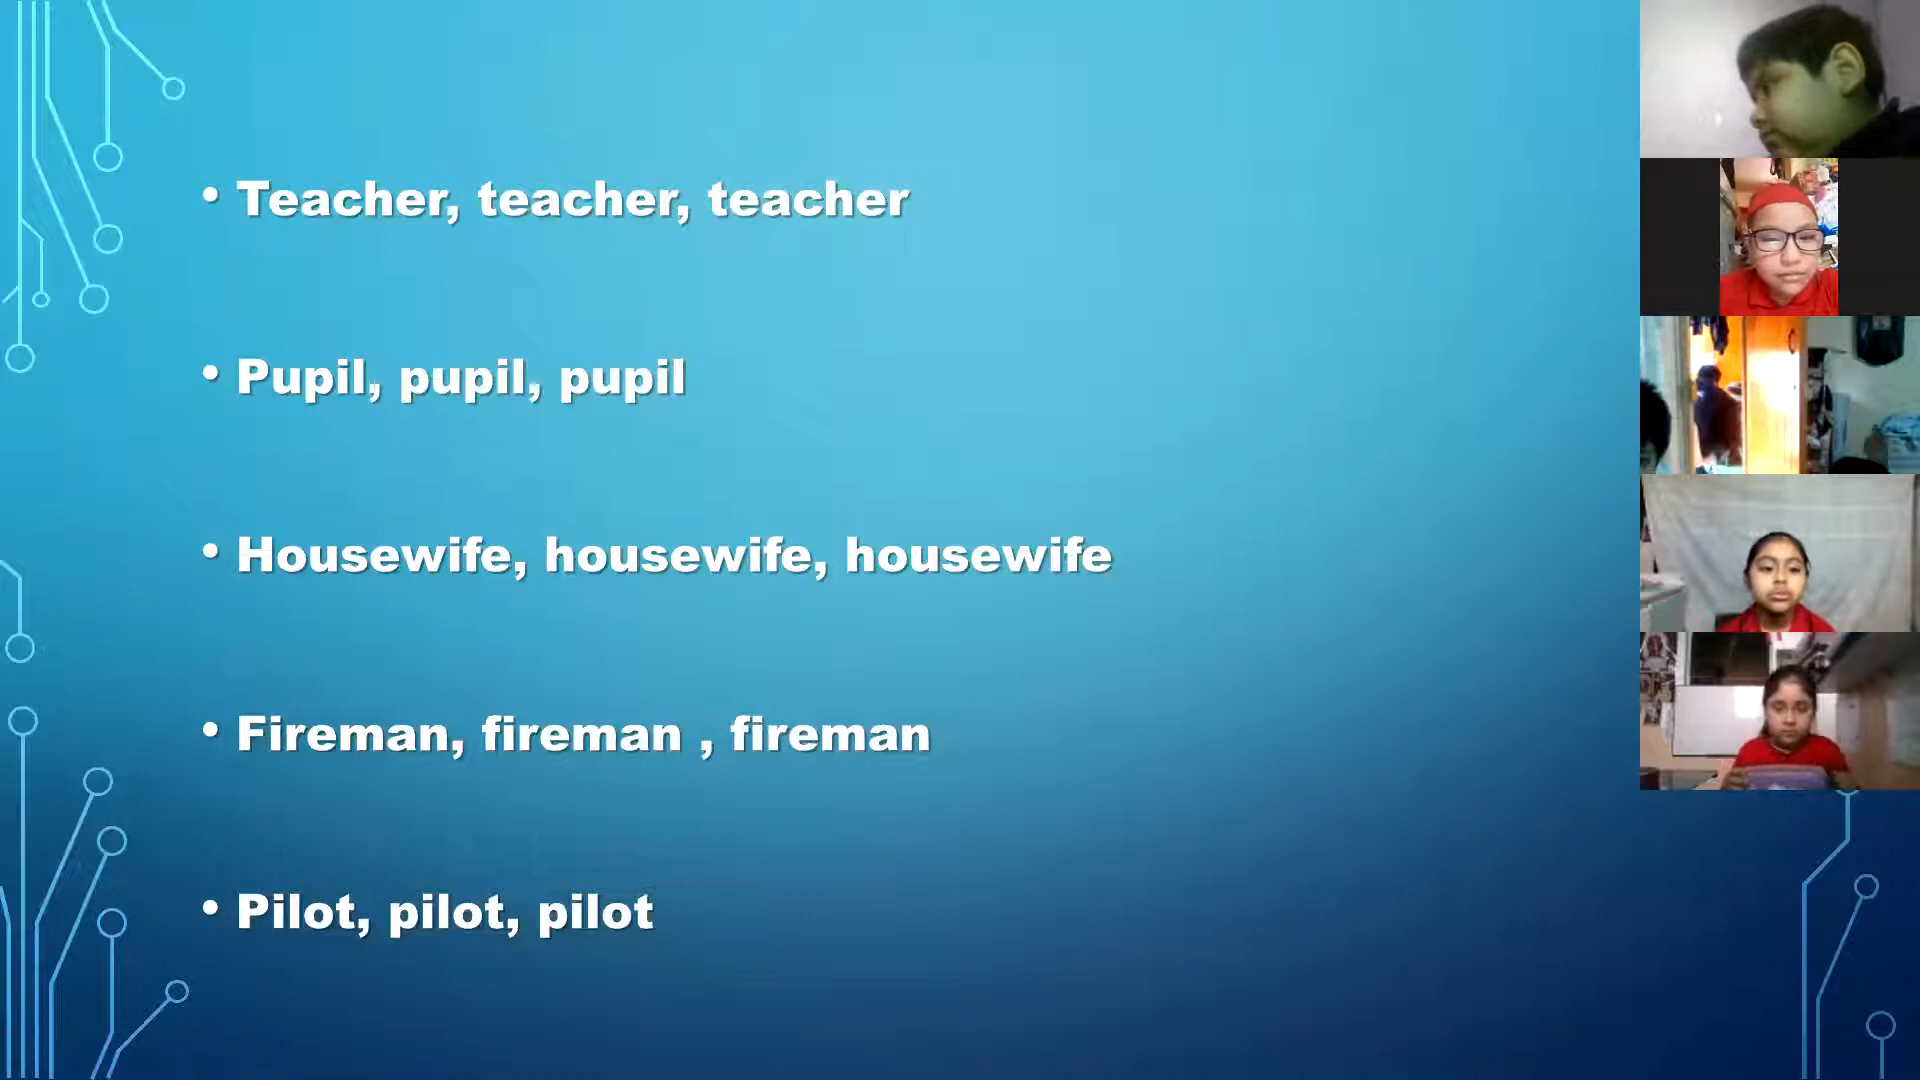 • Teacher, teacher, teacher
• Pupil, pupil, pupil
• Housewife, housewife, housewife
• Fireman, fireman , fireman
• Pilot, pilot, pilot